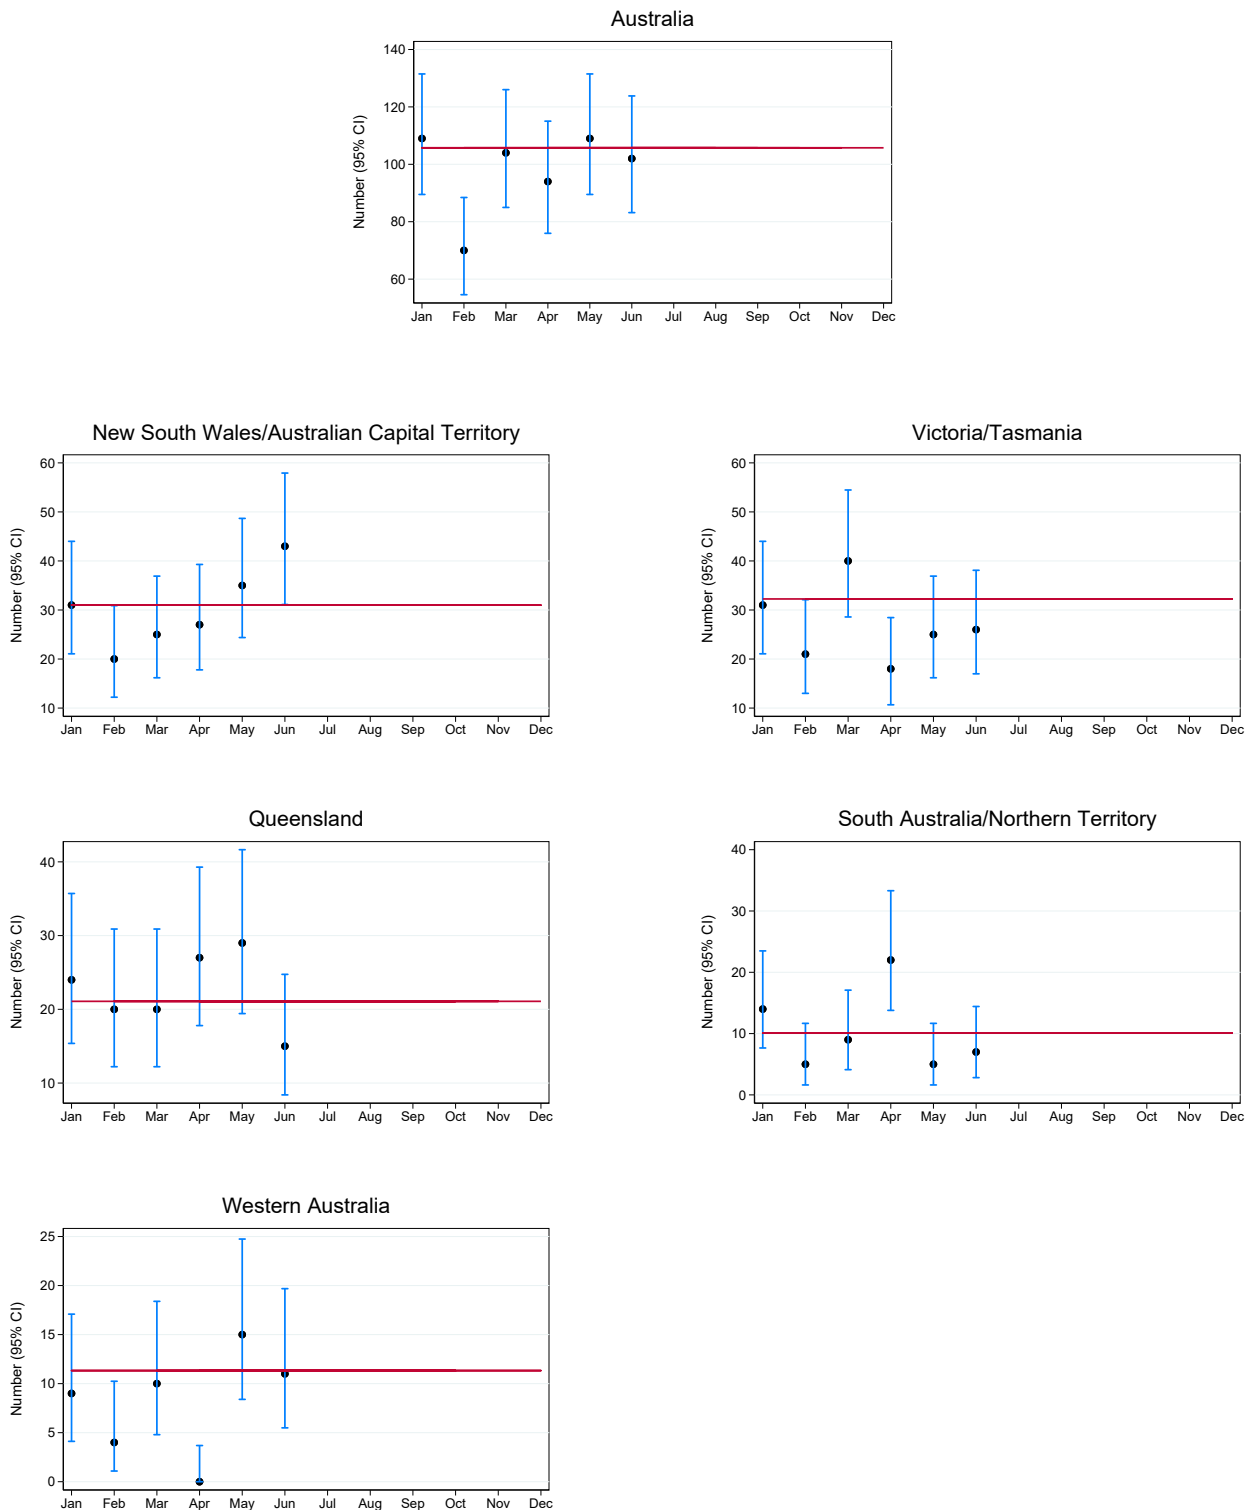 Australia
Number (95% CI)
140
120
100
80
60
Jan Feb Mar Apr May Jun Jul Aug Sep Oct Nov Dec
New South Wales/Australian Capital Territory
Number (95% CI)
60
50
40
30
20
10
Jan Feb Mar Apr May Jun Jul Aug Sep Oct Nov Dec
Victoria/Tasmania
Number (95% CI)
60
50
40
30
20
10
Jan Feb Mar Apr May Jun Jul Aug Sep Oct Nov Dec
Queensland
Number (95% CI)
40
30
20
10
Jan Feb Mar Apr May Jun Jul Aug Sep Oct Nov Dec
South Australia/Northern Territory
Number (95% CI)
40
30
20
10
0
Jan Feb Mar Apr May Jun Jul Aug Sep Oct Nov Dec
Western Australia
Number (95% CI)
25
20
15
10
5
0
Jan Feb Mar Apr May Jun Jul Aug Sep Oct Nov Dec